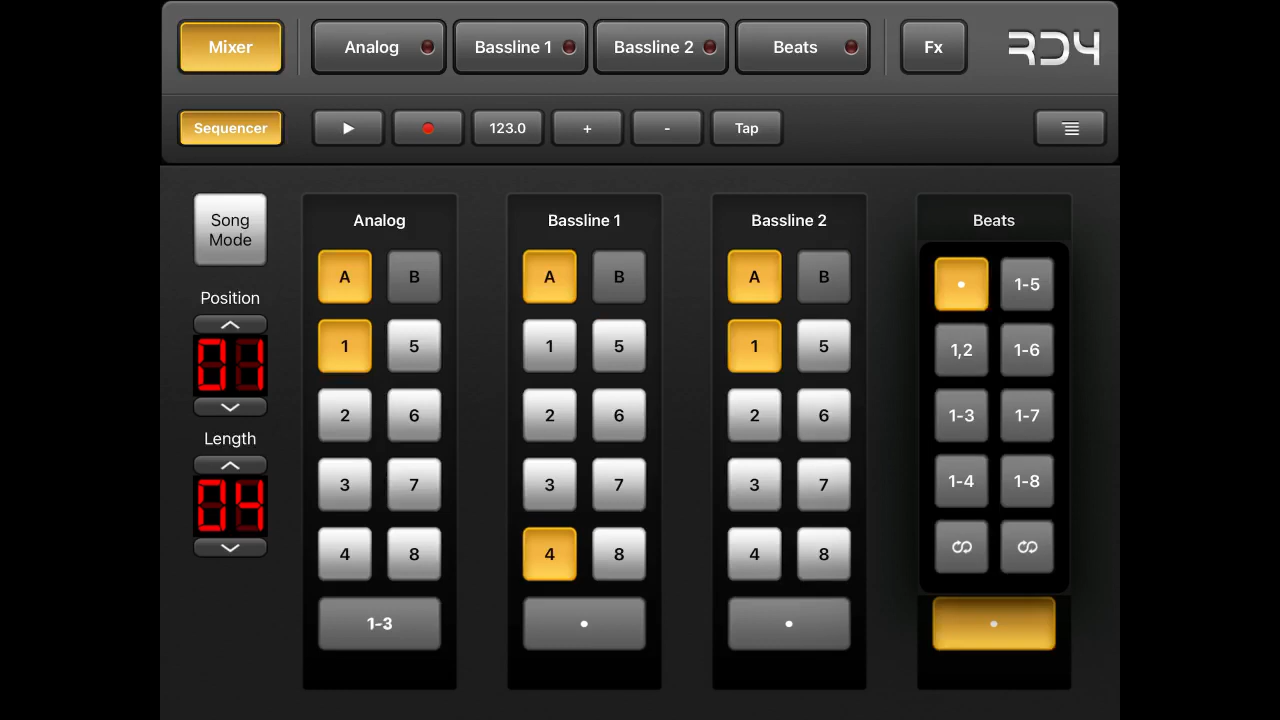 Mixer
Analog
Bassline 1
Bassline 2
Beats
Fx
RD4
Sequencer
123.0
+
-
Tap
Song
Mode
Position
01
Length
04
Analog
A B
1 5
2 6
3 7
4 8
1-3
Bassline 1
A B
1 5
2 6
3 7
4 8
•
Bassline 2
A B
1 5
2 6
3 7
4 8
•
Beats
• 1-5
1,2 1-6
1-3 1-7
1-4 1-8
•